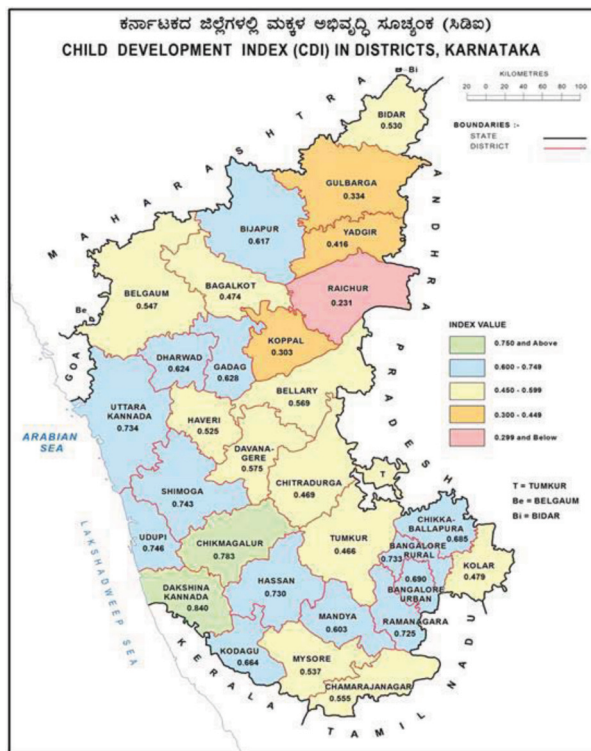 ಕರ್ನಾಟಕದ ಜಿಲ್ಲೆಗಳಲ್ಲಿ ಮಕ್ಕಳ ಅಭಿವೃದ್ಧಿ ಸೂಚ್ಯಂಕ (ಸಿಡಿಐ)
CHILD DEVELOPMENT INDEX (CDI) IN DISTRICTS, KARNATAKA
Bi
KILOMETRES
20 0 20 40 60 80 100
BOUNDARIES :-
STATE
DISTRICT
BIDAR
0.530
MAHARASHTRA
GULBARGA
0.334
ANDHRA PRADESH
BIJAPUR
0.617
YADGIR
0.416
BELGAUM
0.547
BAGALKOT
0.474
RAICHUR
0.231
Be
GOA
DHARWAD
0.624
GADAG
0.628
KOPPAL
0.303
INDEX VALUE
0.750 and Above
0.600 - 0.749
0.450 - 0.599
0.300 - 0.449
0.299 and Below
BELLARY
0.569
UTTARA
KANNADA
0.734
HAVERI
0.525
ARABIAN
SEA
DAVANA-
GERE
0.575
CHITRADURGA
0.469
SHIMOGA
0.743
T
T = TUMKUR
Be = BELGAUM
Bi = BIDAR
UDUPI
0.746
CHIKMAGALUR
0.783
TUMKUR
0.466
CHIKKA-
BALLAPURA
0.685
BANGALORE
RURAL
0.733
KOLAR
0.479
LAKSHADWEEP SEA
DAKSHINA
KANNADA
0.840
HASSAN
0.730
0.690
BANGALORE
URBAN
MANDYA
0.603
RAMANAGARA
0.725
KODAGU
0.664
MYSORE
0.537
CHAMARAJANAGAR
0.555
KERALA
TAMIL NADU